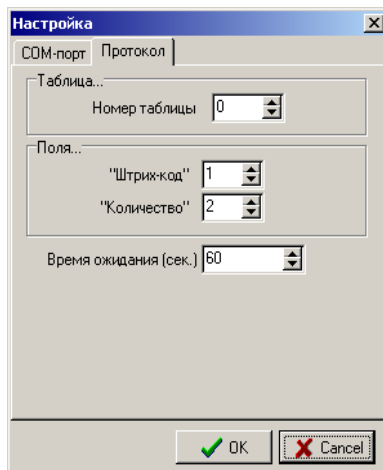 Настройка
COM-порт Протокол
Таблица...
Номер таблицы 0
Поля...
"Штрих-код" 1
"Количество" 2
Время ожидания (сек.) 60
OK Cancel